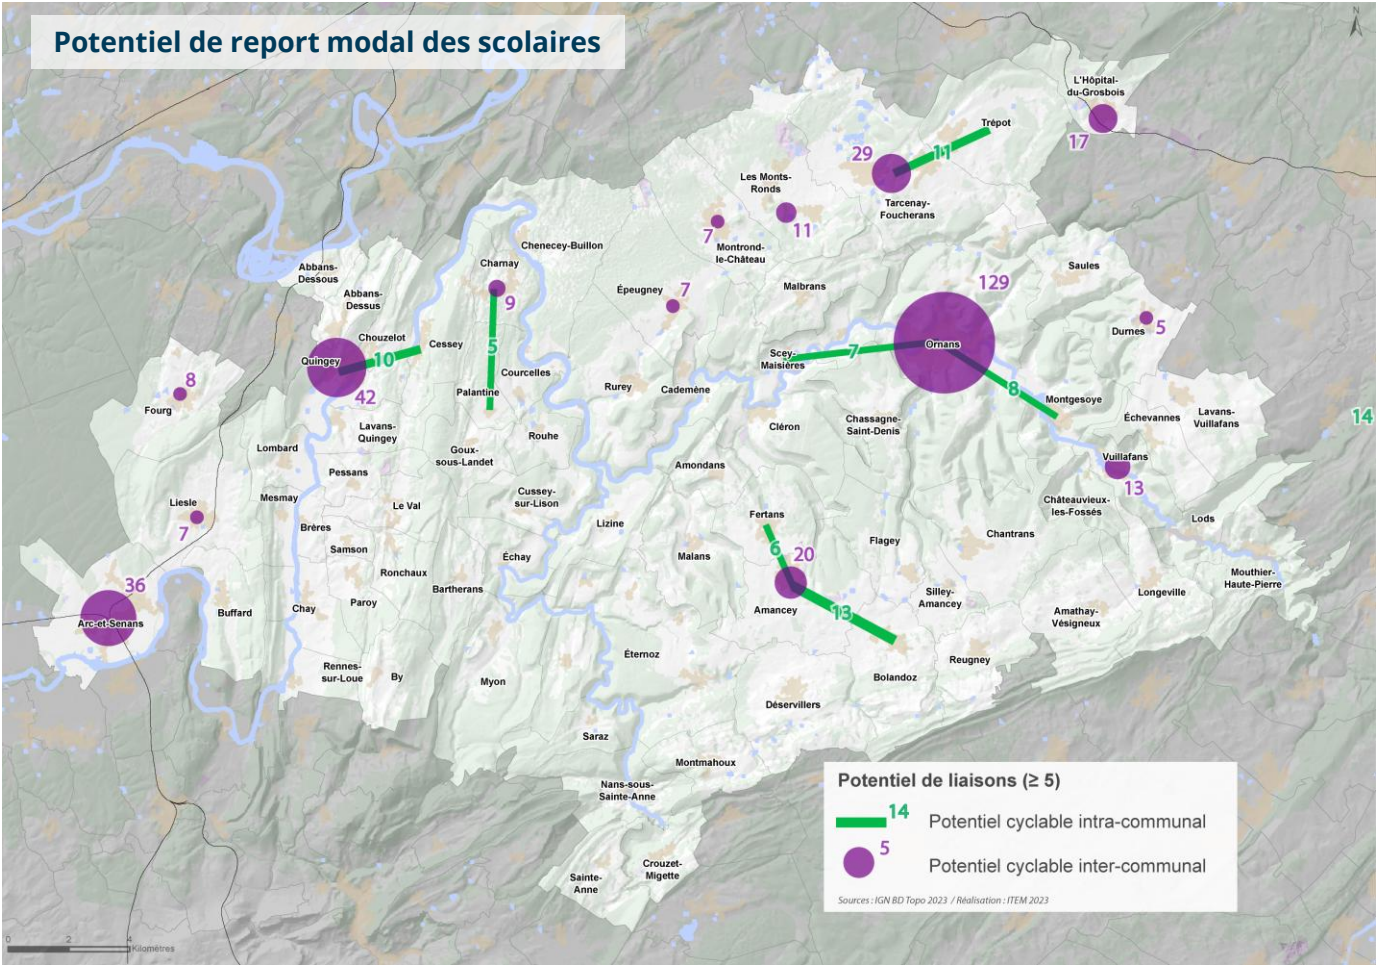 Potentiel de report modal des scolaires
N
L'Hôpital-
du-Grosbois
17
Trépot
11
29
Tarcenay-
Foucherans
Les Monts-
Ronds
11
7
Montrond-
le-Château
Chenecey-Buillon
Charnay
9
5
Abbans-
Dessous
Abbans-
Dessus
Épeugney
7
Malbrans
129
Saules
Durnes
5
Chouzelot
10
Cessey
Quingey
42
Courcelles
Palantine
Scey-
Maisières
7
Ornans
8
8
Fourg
Rurey
Cademène
Montgesoye
Échevannes
Lavans-
Vuillafans
14
Lavans-
Quingey
Cléron
Chassagne-
Saint-Denis
Lombard
Goux-
sous-Landet
Rouhe
Vuillafans
13
Pessans
Amondans
Liesle
7
Mesmay
Le Val
Cussey-
sur-Lison
Châteauvieux-
les-Fossés
Brères
Lizine
Fertans
6
Lods
Samson
Échay
Malans
20
Flagey
Chantrans
Ronchaux
Bartherans
Mouthier-
Haute-Pierre
36
Arc-et-Senans
Buffard
Chay
Paroy
Amancey
13
Silley-
Amancey
Longeville
Amathay-
Vésigneux
Éternoz
Reugney
Rennes-
sur-Loue
By
Myon
Bolandoz
Déservillers
Saraz
Montmahoux
Nans-sous-
Sainte-Anne
Crouzet-
Migette
Sainte-
Anne
Potentiel de liaisons (≥ 5)
14
Potentiel cyclable intra-communal
5
Potentiel cyclable inter-communal
Sources : IGN BD Topo 2023 / Réalisation : ITEM 2023
0 2 4
Kilomètres